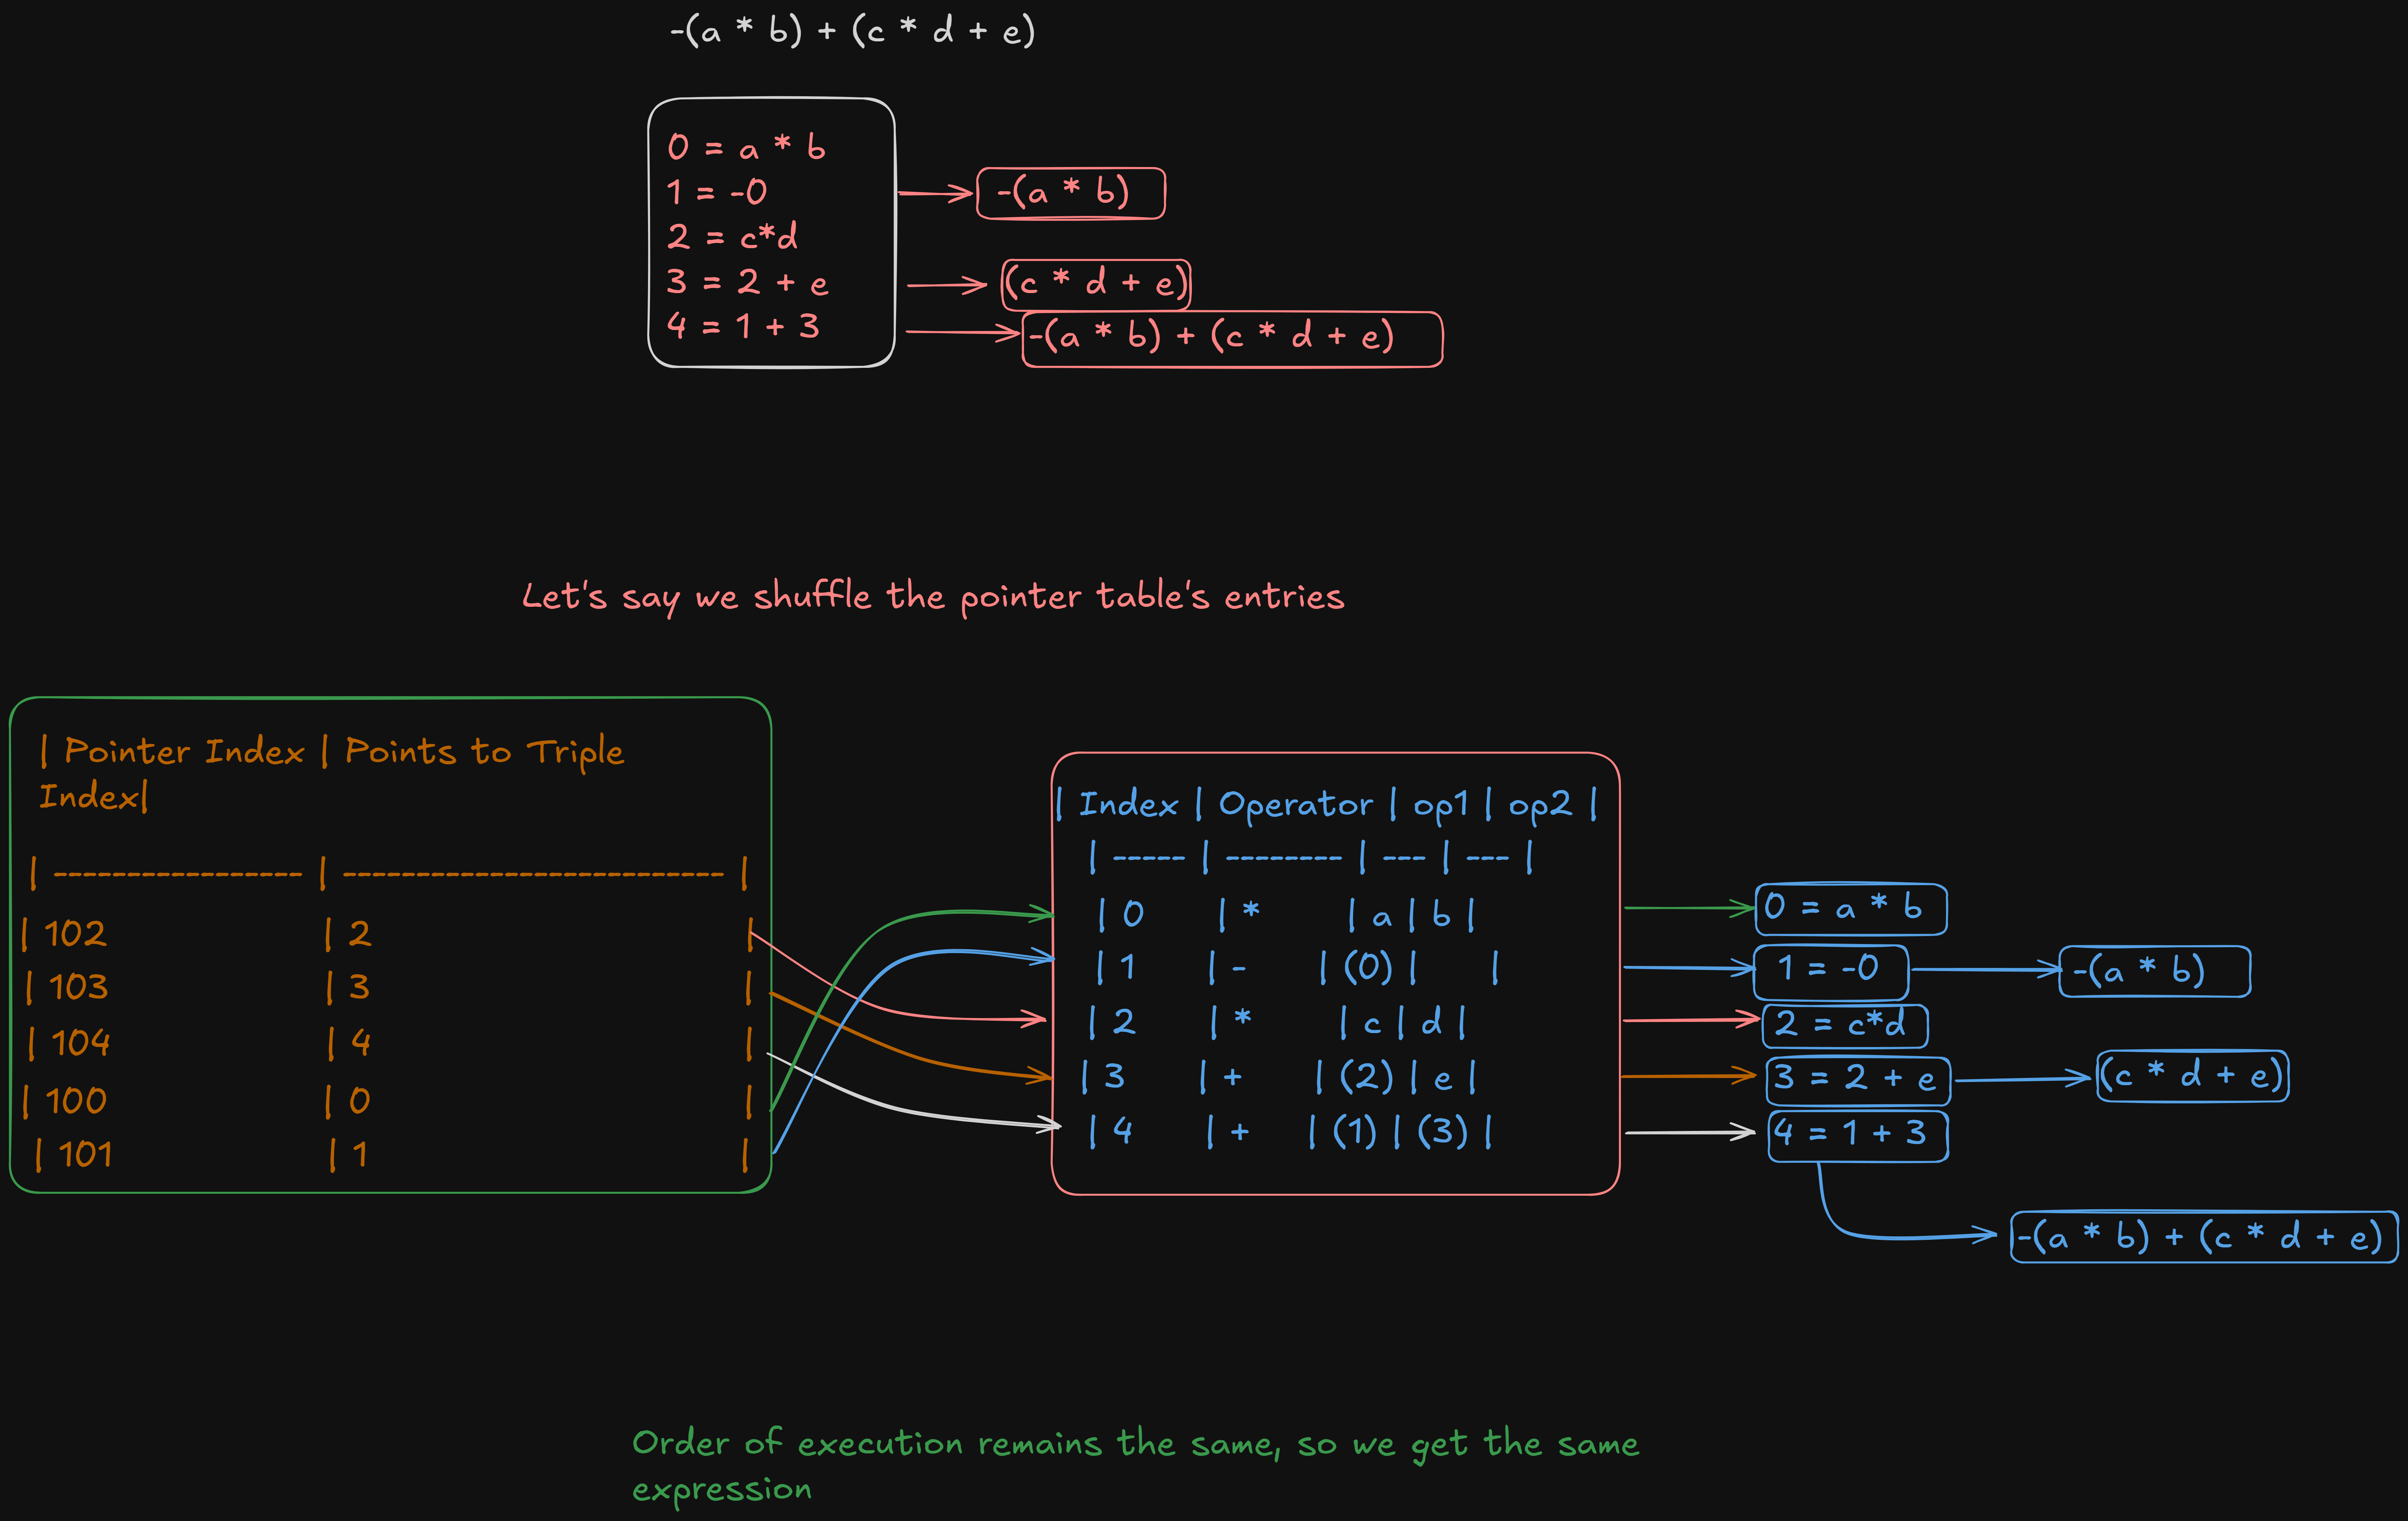 -(a * b) + (c * d + e)
0 = a * b
1 = -0
2 = c*d
3 = 2 + e
4 = 1 + 3
-(a * b)
(c * d + e)
-(a * b) + (c * d + e)
Let's say we shuffle the pointer table's entries
| Pointer Index | Points to Triple
Index|
| ----------------- | -------------------------- |
| 102 | 2 |
| 103 | 3 |
| 104 | 4 |
| 100 | 0 |
| 101 | 1 |
| Index | Operator | op1 | op2 |
| ----- | -------- | --- | --- |
| 0 | * | a | b |
| 1 | - | (0) | |
| 2 | * | c | d |
| 3 | + | (2) | e |
| 4 | + | (1) | (3) |
0 = a * b
1 = -0
-(a * b)
2 = c*d
3 = 2 + e
(c * d + e)
4 = 1 + 3
-(a * b) + (c * d + e)
Order of execution remains the same, so we get the same
expression